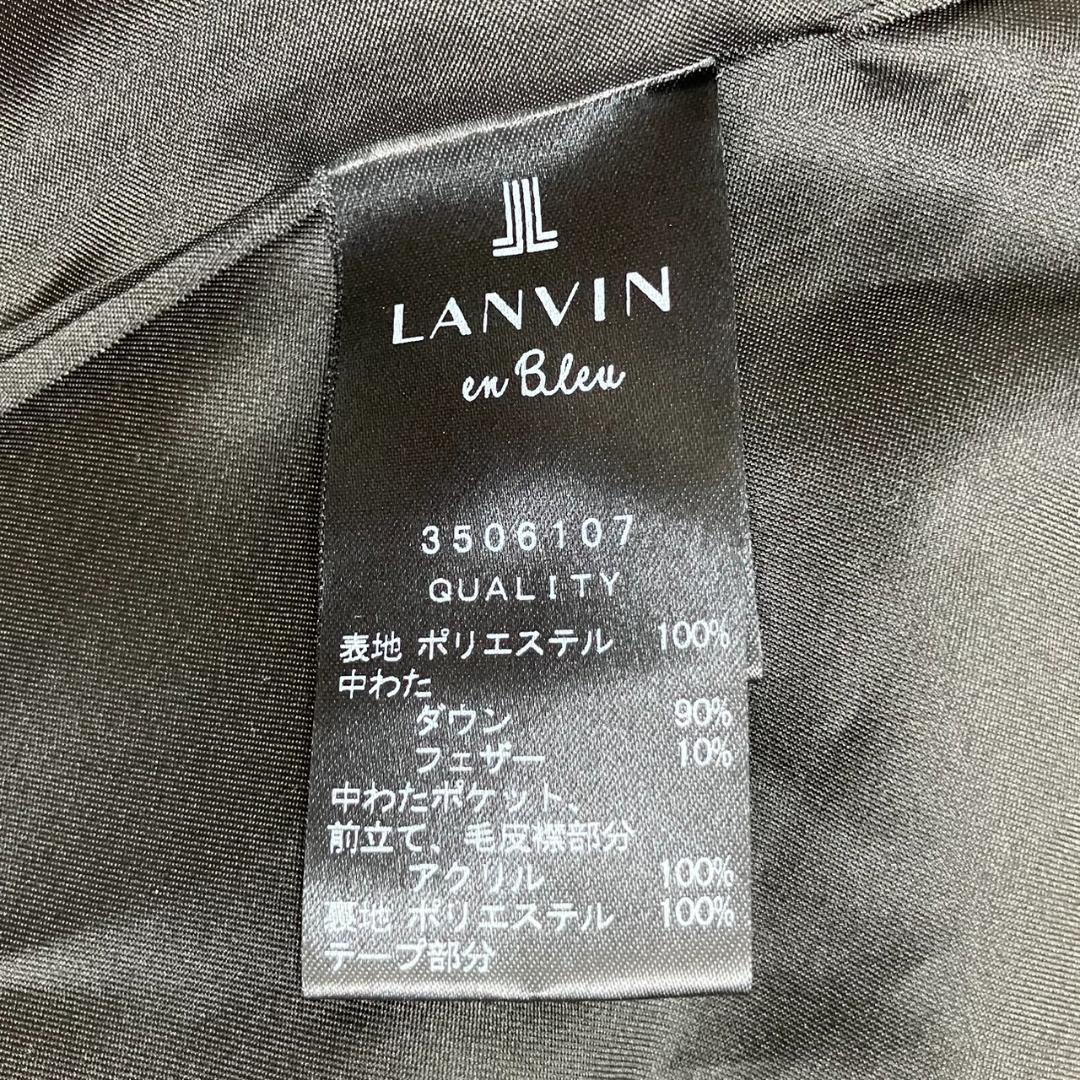 LANVIN
en Bleu
3506107
QUALITY
表地 ポリエステル 100%
中わた
ダウン 90%
フェザー 10%
中わたポケット、
前立て、毛皮襟部分
アクリル 100%
裏地 ポリエステル 100%
テープ部分